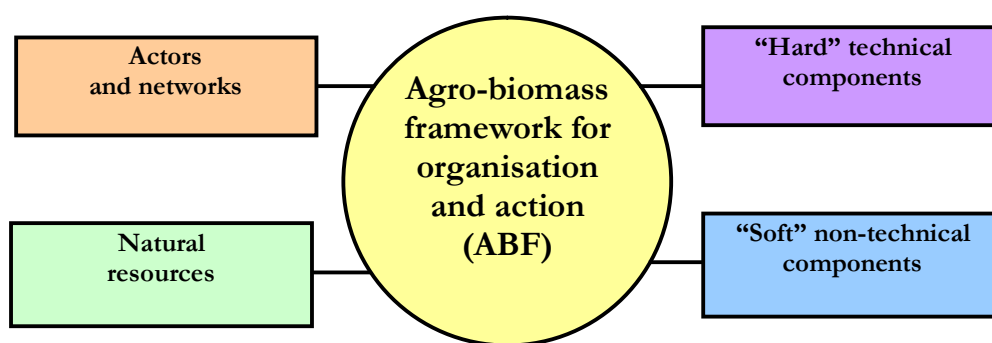 Actors
and networks
Natural
resources
Agro-biomass
framework for
organisation
and action
(ABF)
“Hard” technical
components
“Soft” non-technical
components